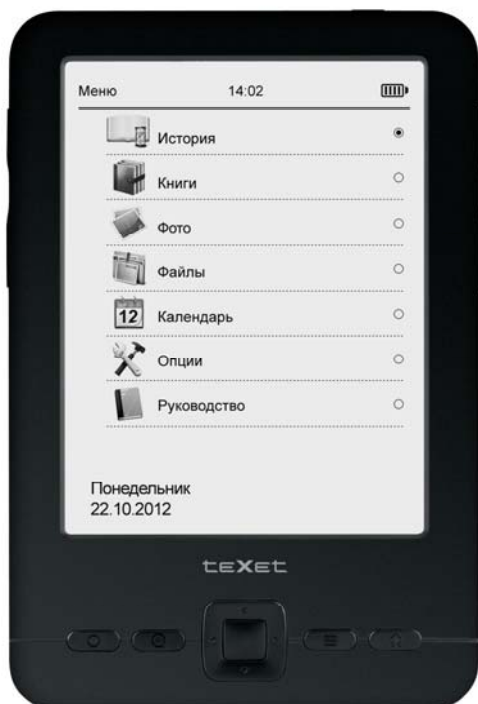 Меню 14:02
История
Книги
Фото
Файлы
12 Календарь
Опции
Руководство
Понедельник
22.10.2012
teXet